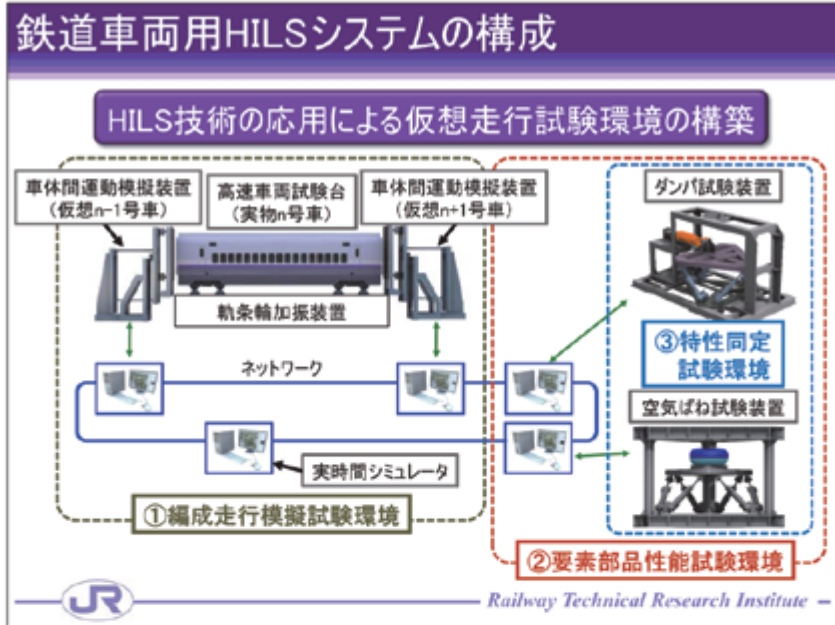 鉄道車両用HILSシステムの構成
HILS技術の応用による仮想走行試験環境の構築
車体間運動模擬装置
(仮想n-1号車)
高速車両試験台
(実物n号車)
車体間運動模擬装置
(仮想n+1号車)
ダンパ試験装置
軌条輪加振装置
③特性同定
試験環境
ネットワーク
空気ばね試験装置
実時間シミュレータ
①編成走行模擬試験環境
②要素部品性能試験環境
JR
Railway Technical Research Institute